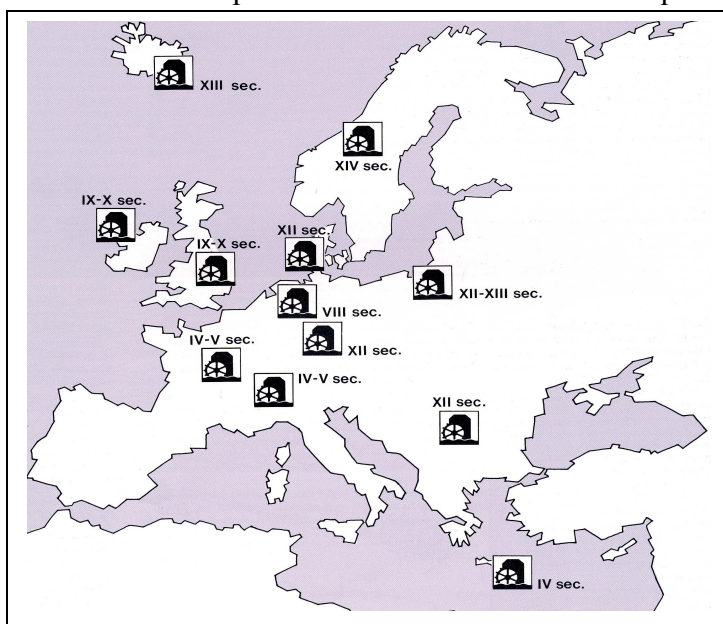 XIII sec.
XIV sec.
IX-X sec.
XII sec.
IX-X sec.
XII-XIII sec.
VIII sec.
XII sec.
IV-V sec.
IV-V sec.
XII sec.
IV sec.